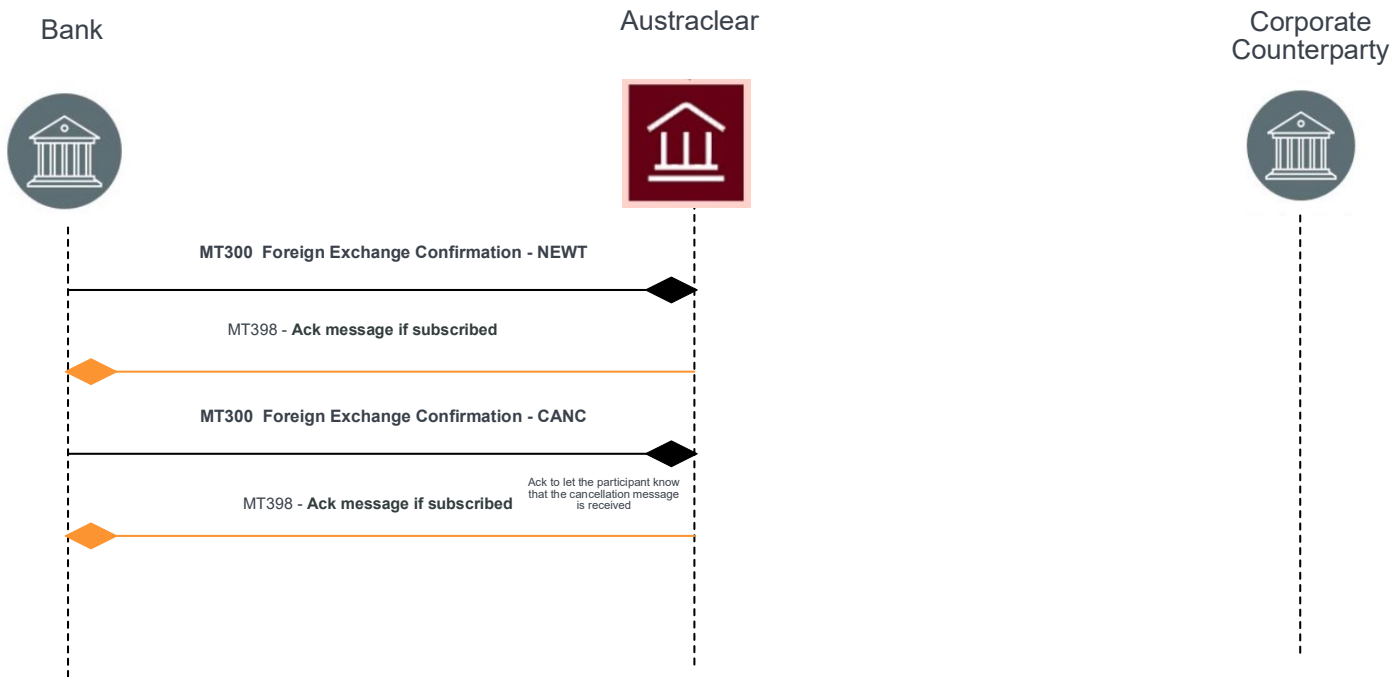 Bank
Austraclear
Corporate
Counterparty
MT300  Foreign Exchange Confirmation - NEWT
MT398 - Ack message if subscribed
MT300  Foreign Exchange Confirmation - CANC
Ack to let the participant know
that the cancellation message
is received
MT398 - Ack message if subscribed